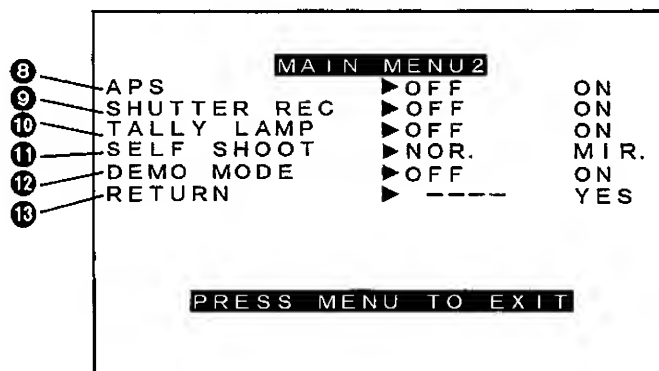 MAIN MENU2
8 APS ▶OFF ON
9 SHUTTER REC ▶OFF ON
10 TALLY LAMP ▶OFF ON
11 SELF SHOOT ▶NOR. MIR.
12 DEMO MODE ▶OFF ON
13 RETURN ▶ ---- YES
PRESS MENU TO EXIT